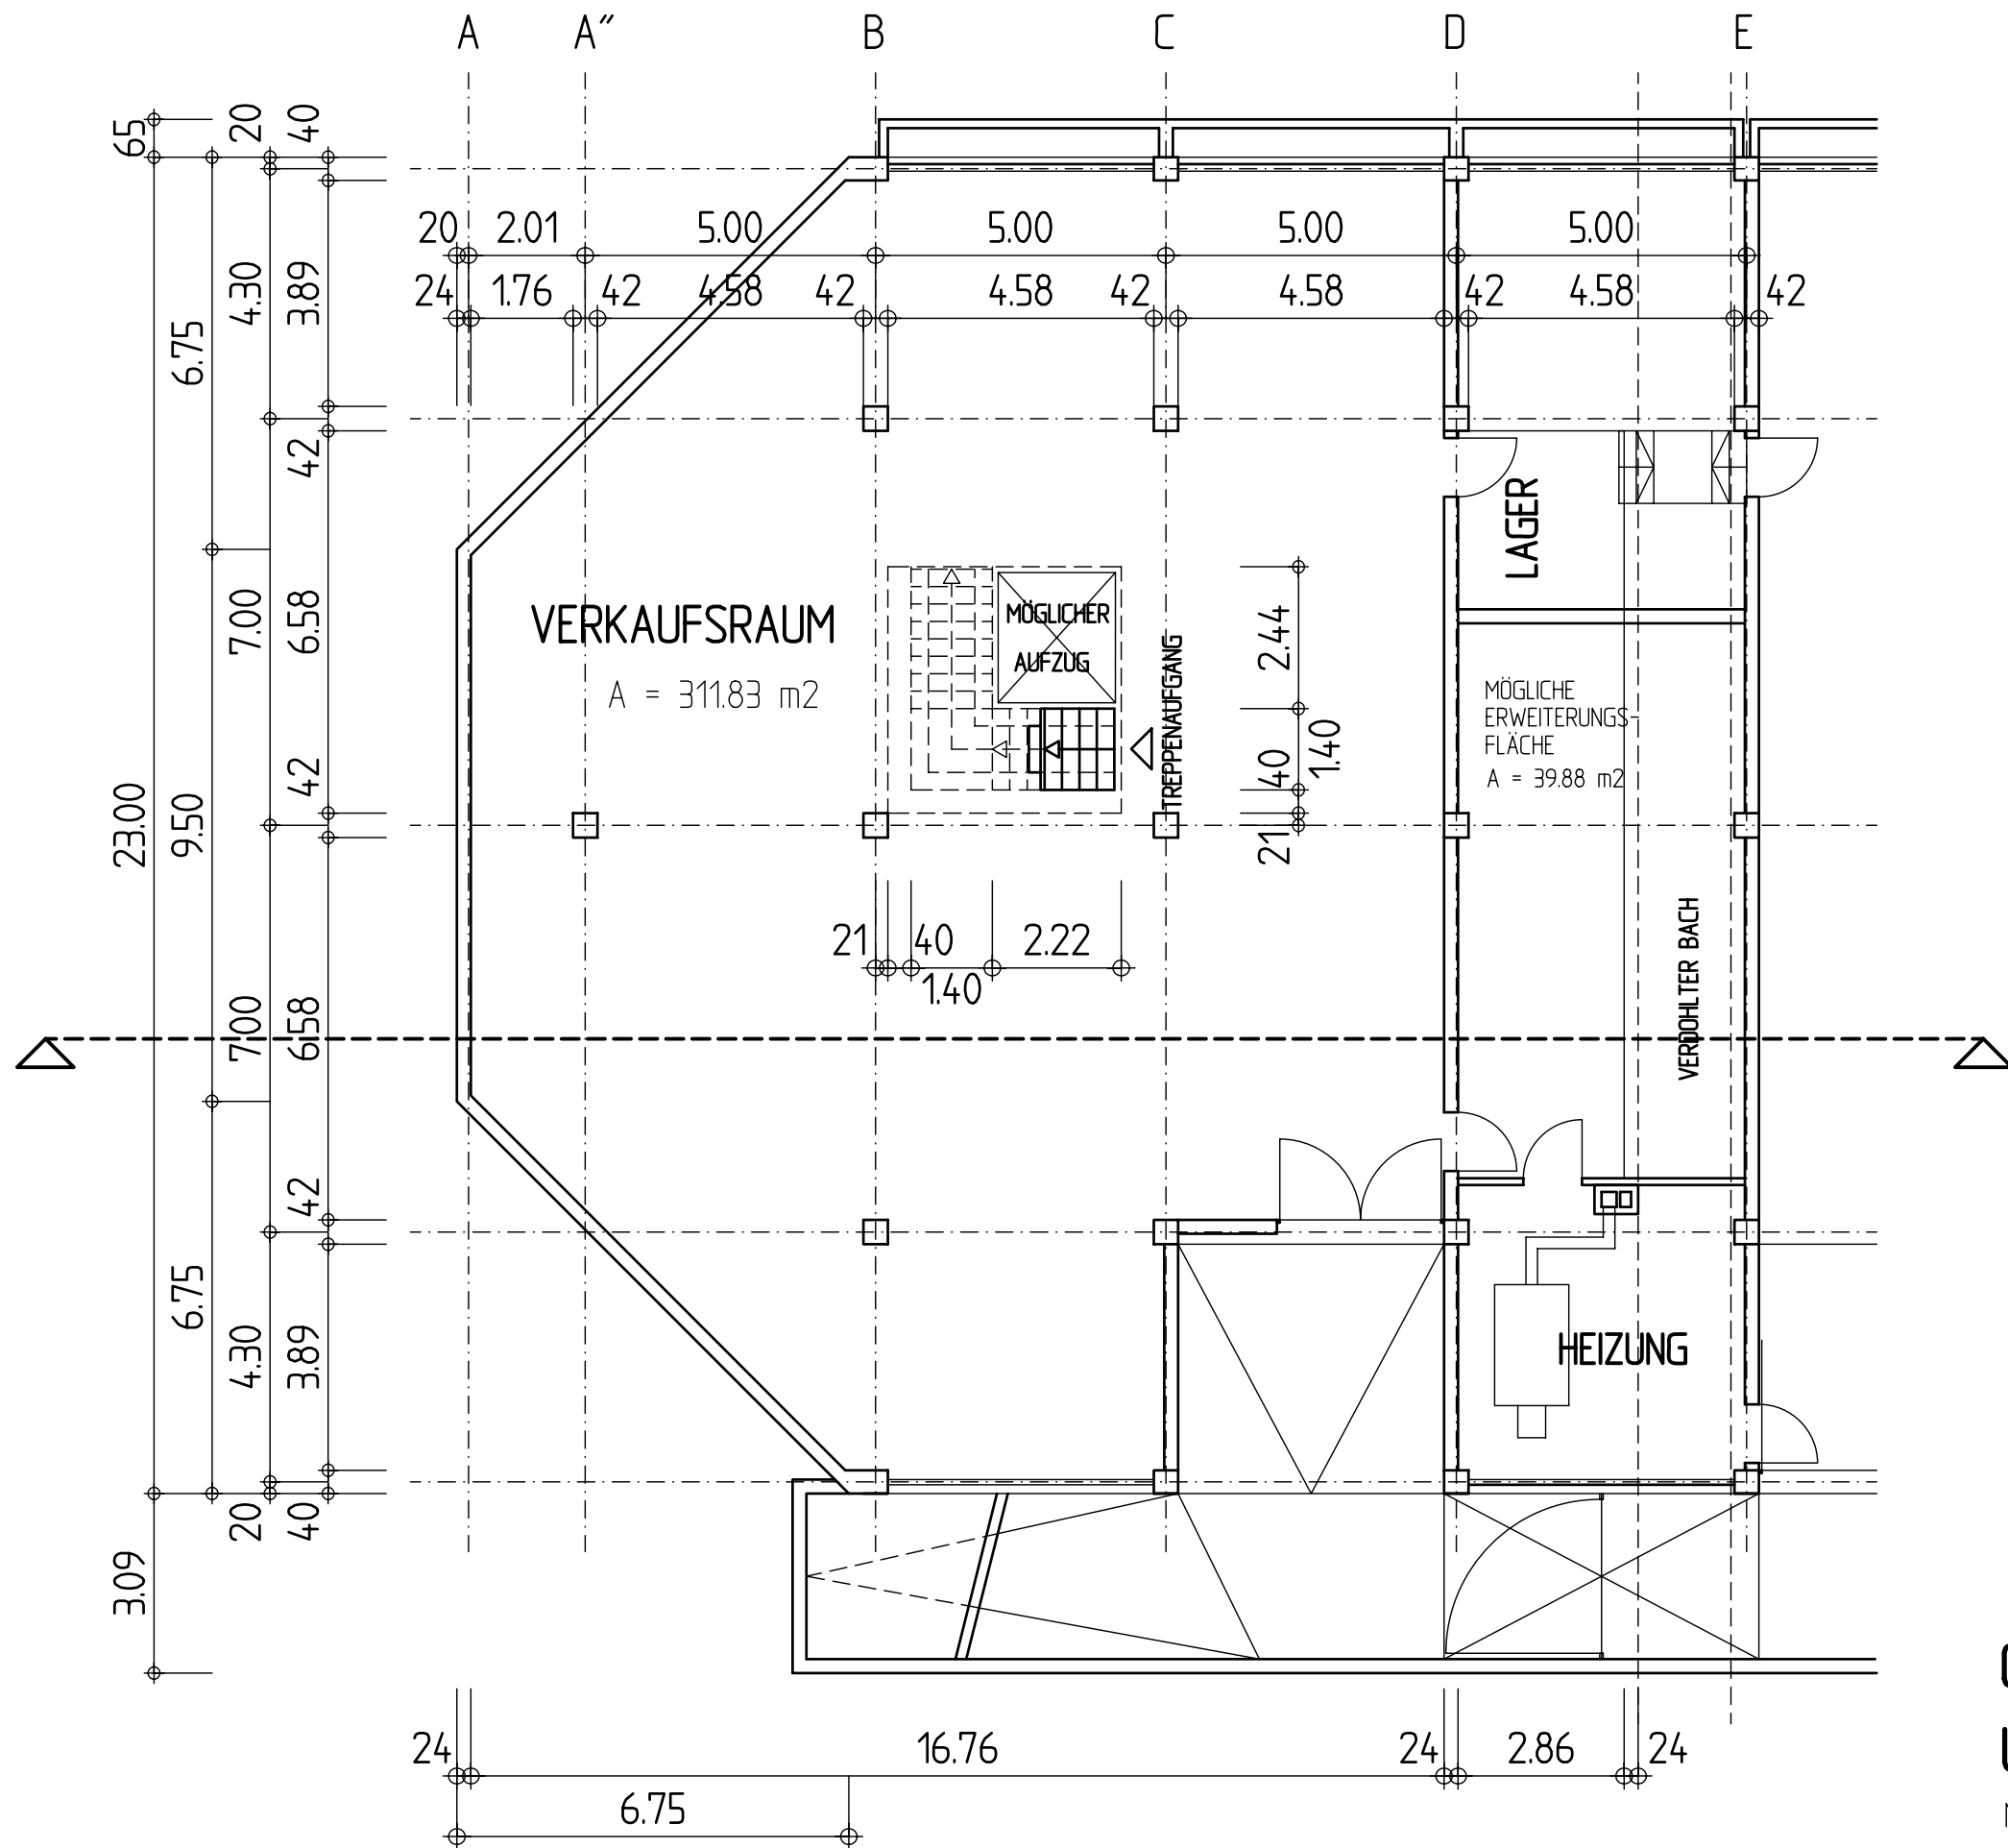 A A″ B C D E
65 20 40
20 2.01 5.00 5.00 5.00 5.00
24 1.76 42 4.58 42 4.58 42 4.58 42 4.58 42
6.75 4.30 3.89
42
LAGER
VERKAUFSRAUM
A = 311.83 m2
MÖGLICHER
AUFZUG
TREPPENAUFGANG
2.44
1.40
40
21
MÖGLICHE
ERWEITERUNGS-
FLÄCHE
A = 39.88 m2
7.00 6.58
42
23.00 9.50
21 40 2.22
1.40
VERDOHLTER BACH
7.00 6.58
42
6.75 4.30 3.89
HEIZUNG
20 40
3.09
24 16.76 24 2.86 24
6.75